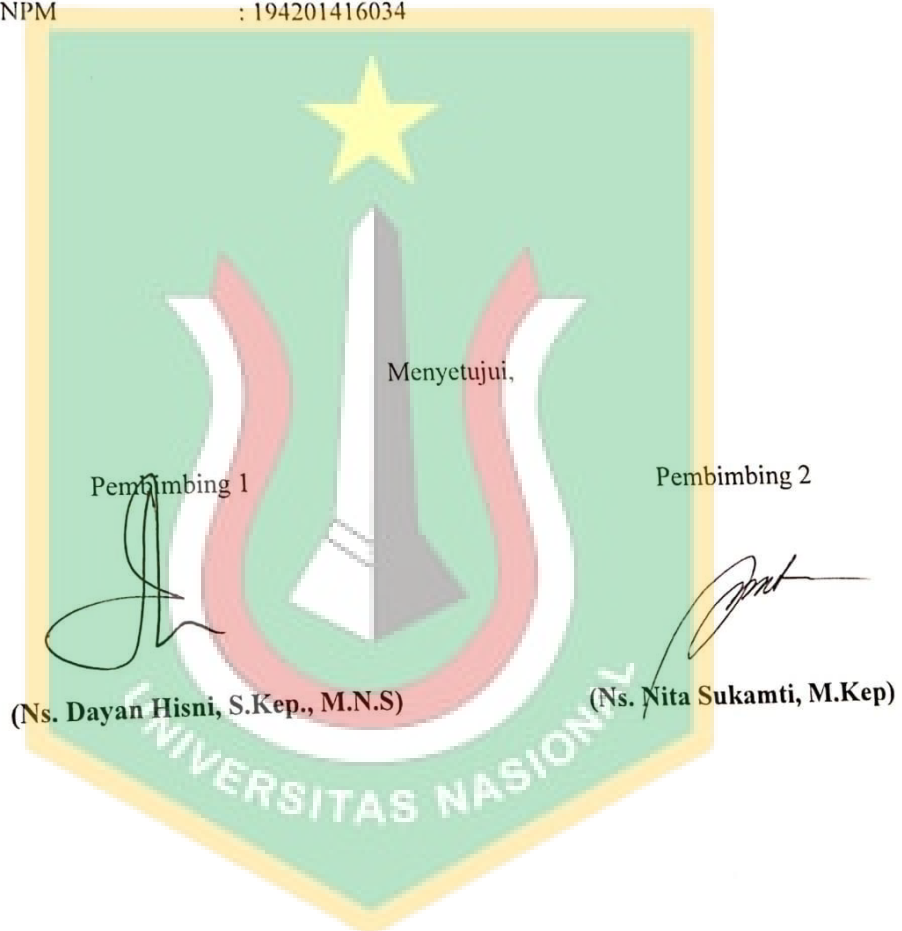 NPM : 194201416034
Menyetujui,
Pembimbing 1 Pembimbing 2
(Ns. Dayan Hisni, S.Kep., M.N.S) (Ns. Nita Sukamti, M.Kep)
UNIVERSITAS NASIONAL